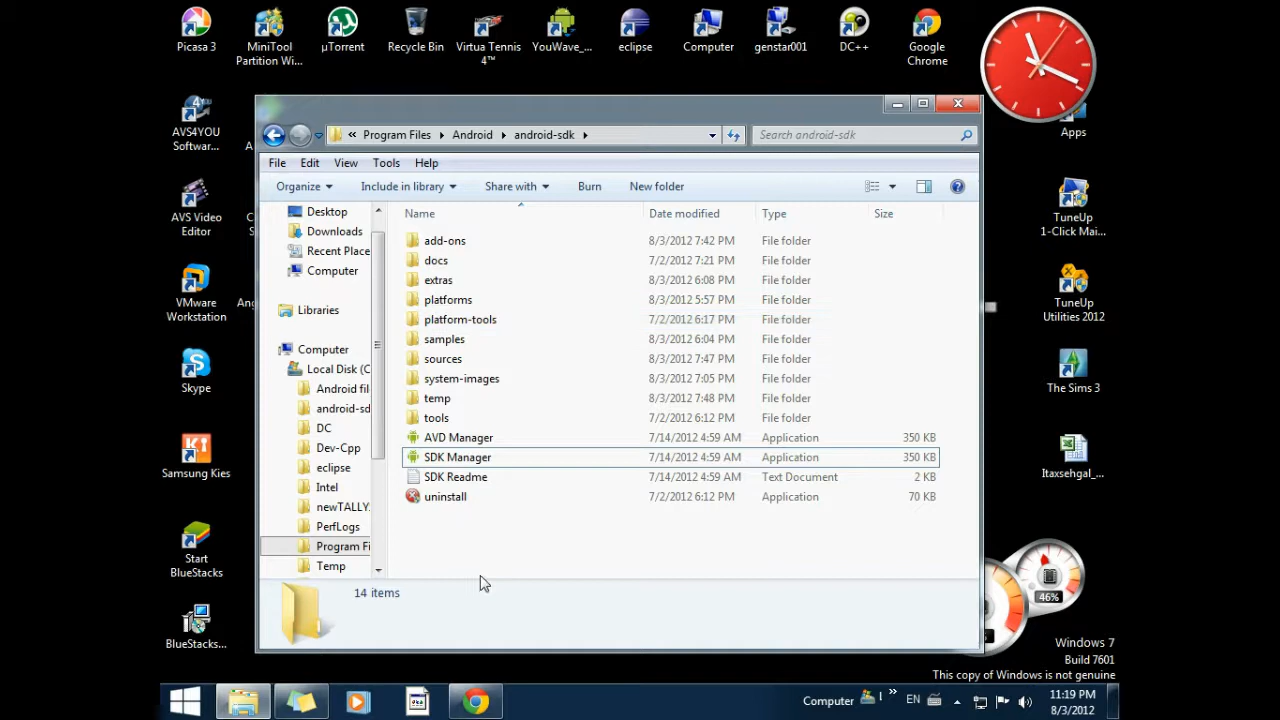 Picasa 3
MiniTool
Partition Wi...
µTorrent
Recycle Bin
Virtua Tennis
4™
YouWave_...
eclipse
Computer
genstar001
DC++
Google
Chrome
AVS4YOU
Softwar...
AVS Video
Editor
VMware
Workstation
Skype
Samsung Kies
Start
BlueStacks
BlueStacks...
Apps
TuneUp
1-Click Mai...
TuneUp
Utilities 2012
The Sims 3
Itaxsehgal_...
« Program Files Android android-sdk
Search android-sdk
File Edit View Tools Help
Organize Include in library Share with Burn New folder
Desktop
Downloads
Recent Place
Computer
Libraries
Computer
Local Disk (C
Android fil
android-sd
DC
Dev-Cpp
eclipse
Intel
newTALLY.
PerfLogs
Program Fi
Temp
Name Date modified Type Size
add-ons 8/3/2012 7:42 PM File folder
docs 7/2/2012 7:21 PM File folder
extras 8/3/2012 6:08 PM File folder
platforms 8/3/2012 5:57 PM File folder
platform-tools 7/2/2012 6:17 PM File folder
samples 8/3/2012 6:04 PM File folder
sources 8/3/2012 7:47 PM File folder
system-images 8/3/2012 7:05 PM File folder
temp 8/3/2012 7:48 PM File folder
tools 7/2/2012 6:12 PM File folder
AVD Manager 7/14/2012 4:59 AM Application 350 KB
SDK Manager 7/14/2012 4:59 AM Application 350 KB
SDK Readme 7/14/2012 4:59 AM Text Document 2 KB
uninstall 7/2/2012 6:12 PM Application 70 KB
14 items
46%
Windows 7
Build 7601
This copy of Windows is not genuine
Computer
»
EN
11:19 PM
8/3/2012